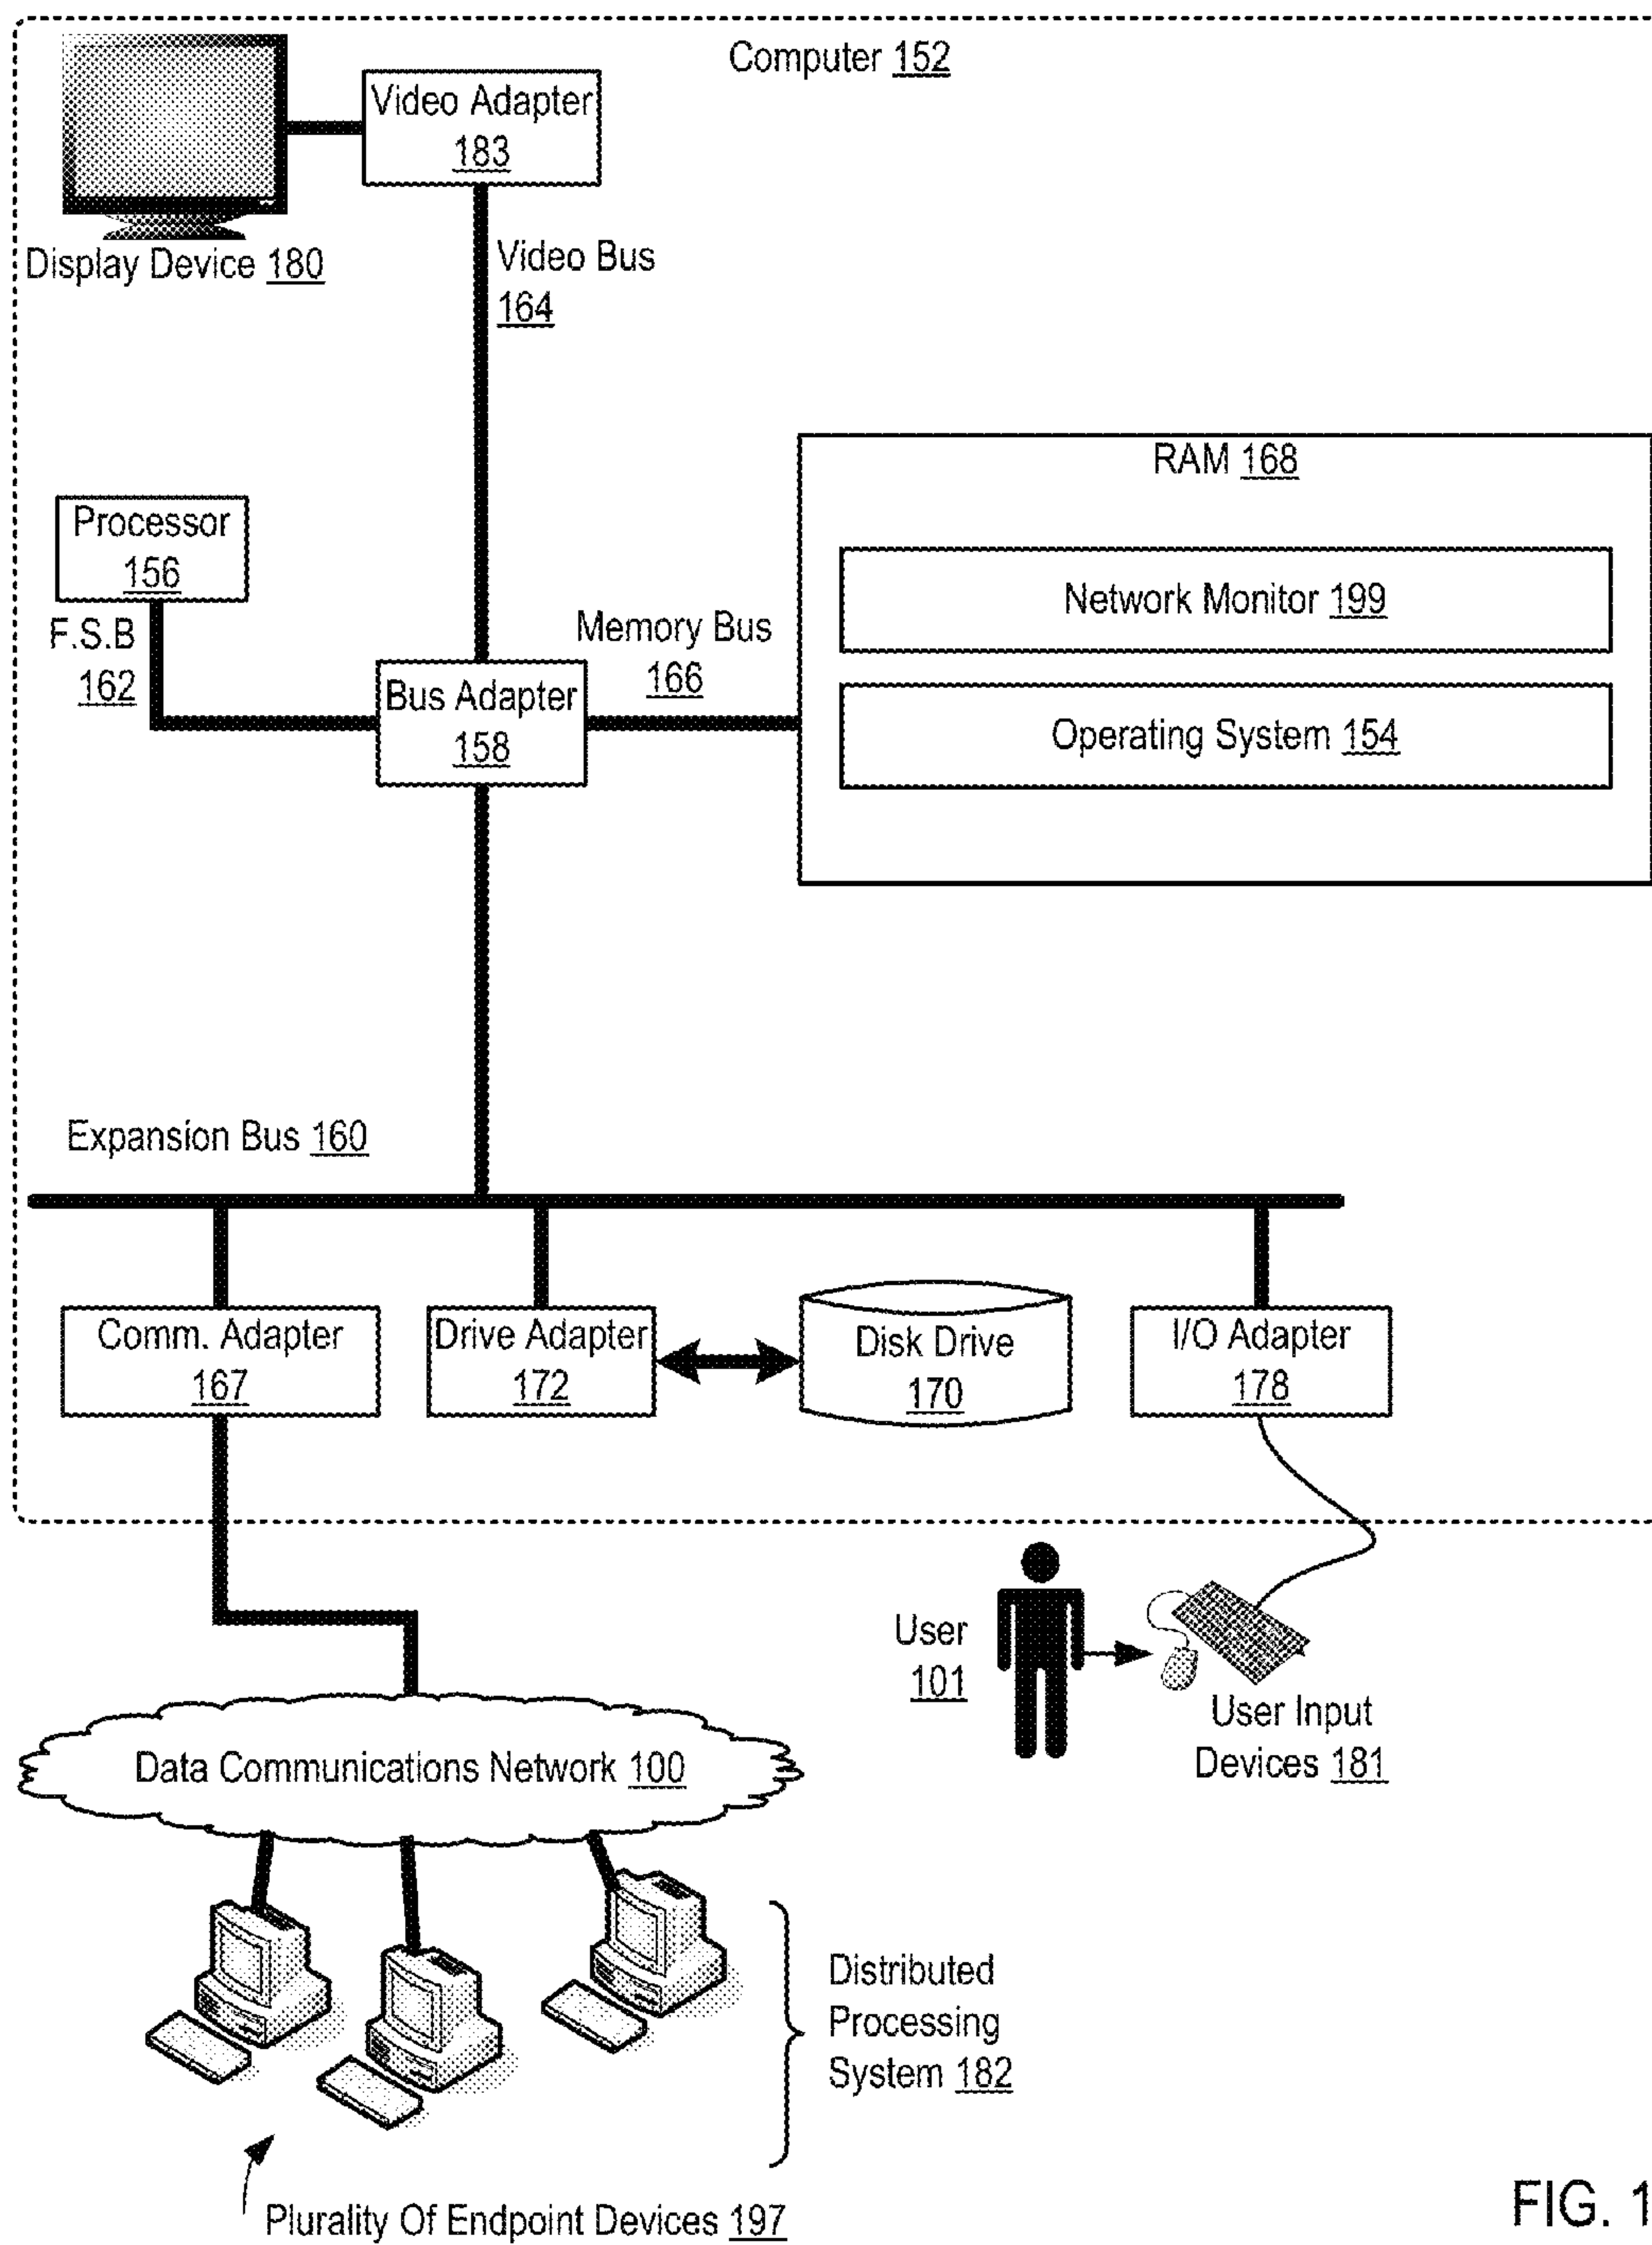 Computer 152
Video Adapter
183
Display Device 180
Video Bus
164
RAM 168
Processor
156
Network Monitor 199
F.S.B
162
Memory Bus
166
Bus Adapter
158
Operating System 154
Expansion Bus 160
Comm. Adapter
167
Drive Adapter
172
Disk Drive
170
I/O Adapter
178
User
101
User Input
Devices 181
Data Communications Network 100
Distributed
Processing
System 182
Plurality Of Endpoint Devices 197
FIG. 1